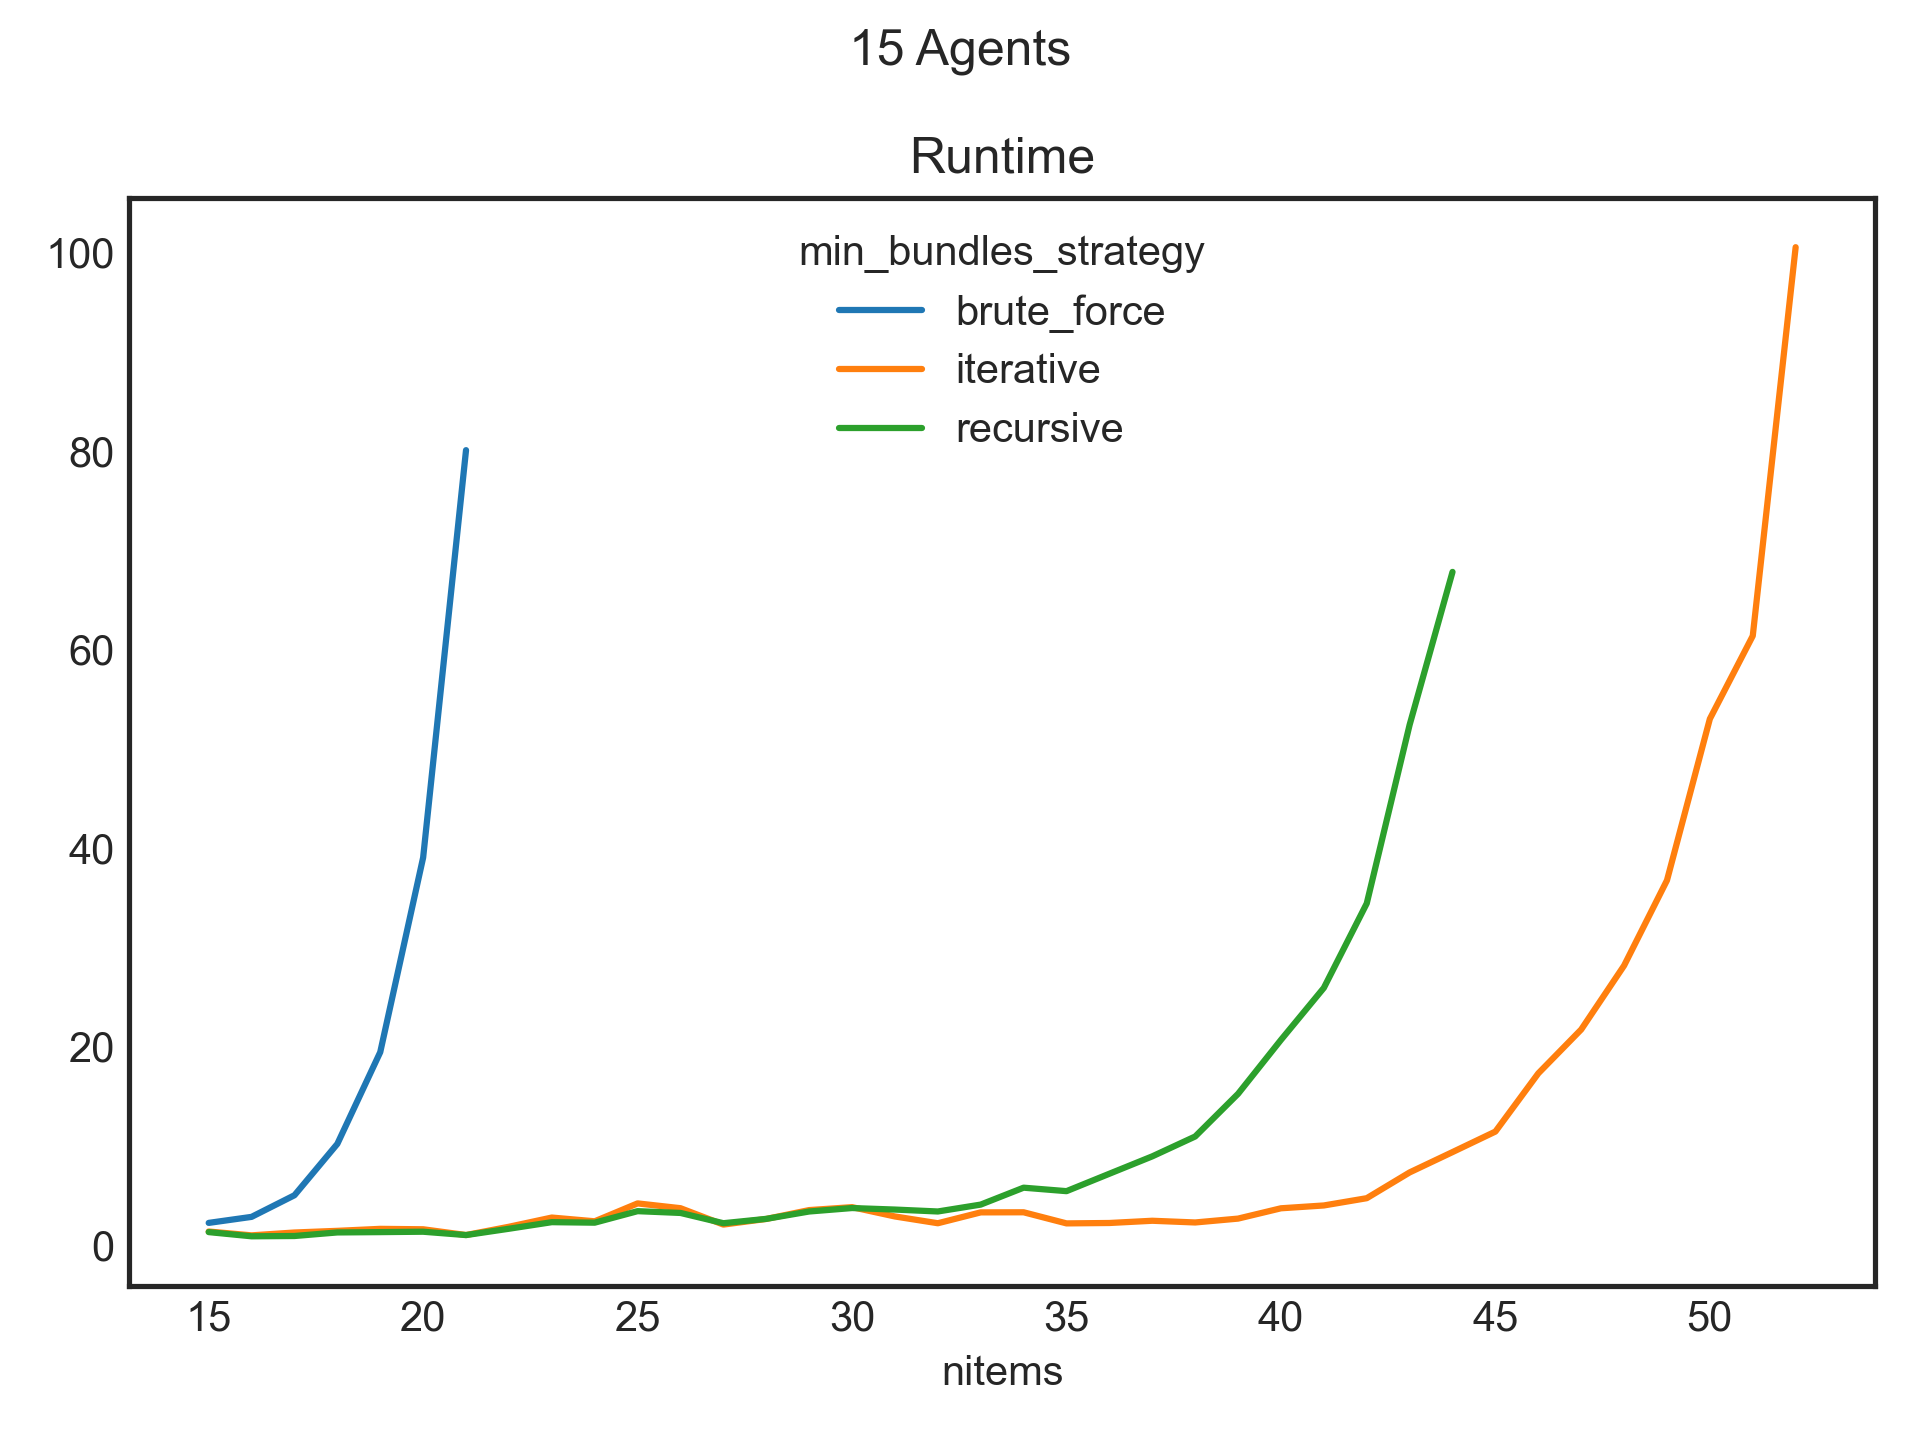 15 Agents
Runtime
min_bundles_strategy
brute_force
iterative
recursive
100
80
60
40
20
0
15 20 25 30 35 40 45 50
nitems